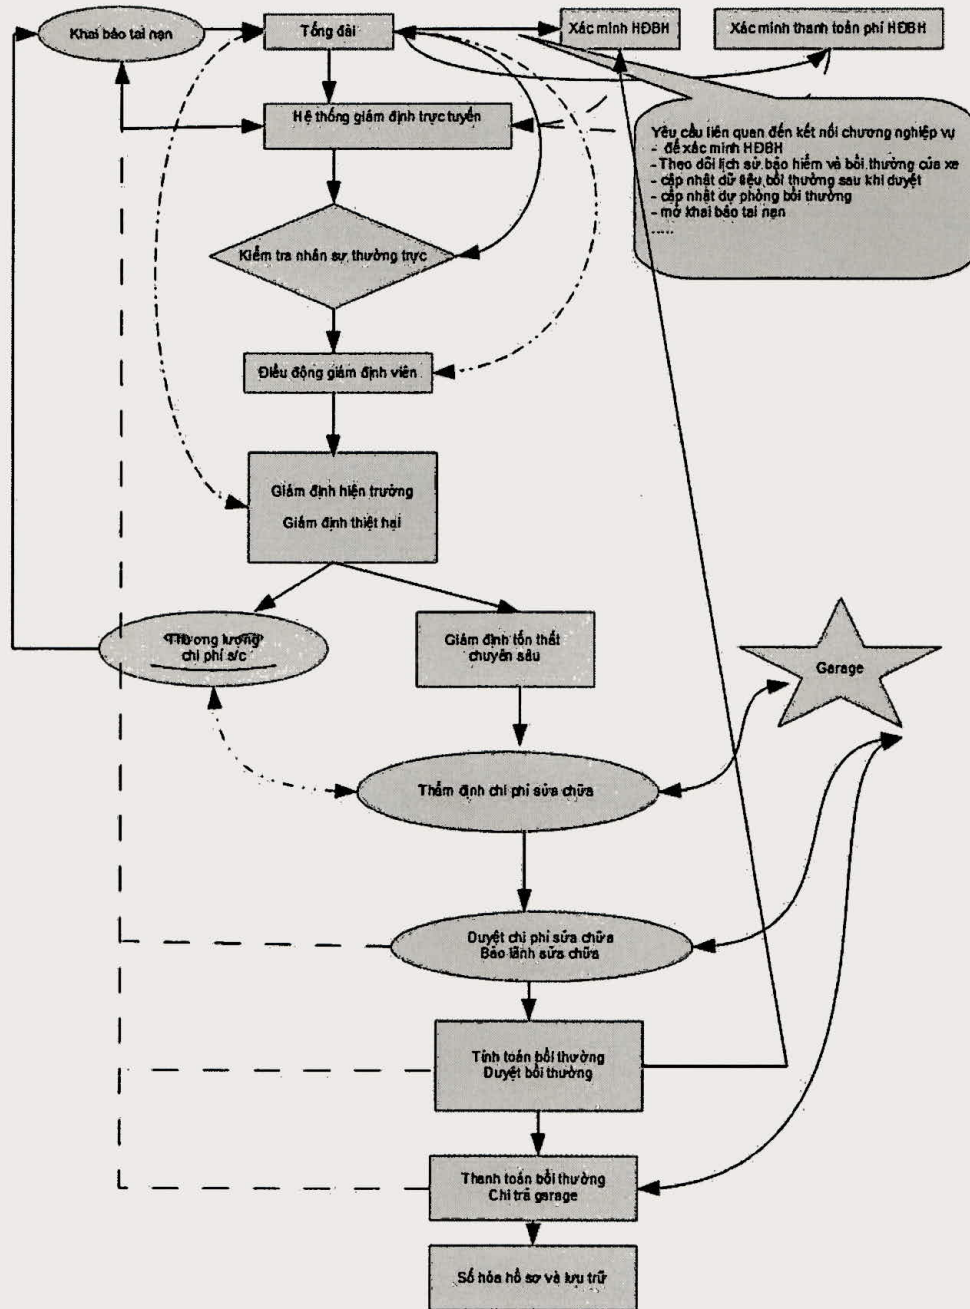 Khai báo tai nạn
Tổng đài
Xác minh HĐBH
Xác minh thanh toán phí HĐBH
Hệ thống giám định trực tuyến
Yêu cầu liên quan đến kết nối chương nghiệp vụ
- để xác minh HĐBH
- Theo dõi lịch sử bảo hiểm và bồi thường của xe
- cập nhật dữ liệu bồi thường sau khi duyệt
- cập nhật dự phòng bồi thường
- mở khai báo tai nạn
.....
Kiểm tra nhân sự thường trực
Điều động giám định viên
Giám định hiện trường
Giám định thiệt hại
Thương lượng
chi phí s/c
Giám định tổn thất
chuyên sâu
Garage
Thẩm định chi phí sửa chữa
Duyệt chi phí sửa chữa
Bảo lãnh sửa chữa
Tính toán bồi thường
Duyệt bồi thường
Thanh toán bồi thường
Chi trả garage
Số hóa hồ sơ và lưu trữ